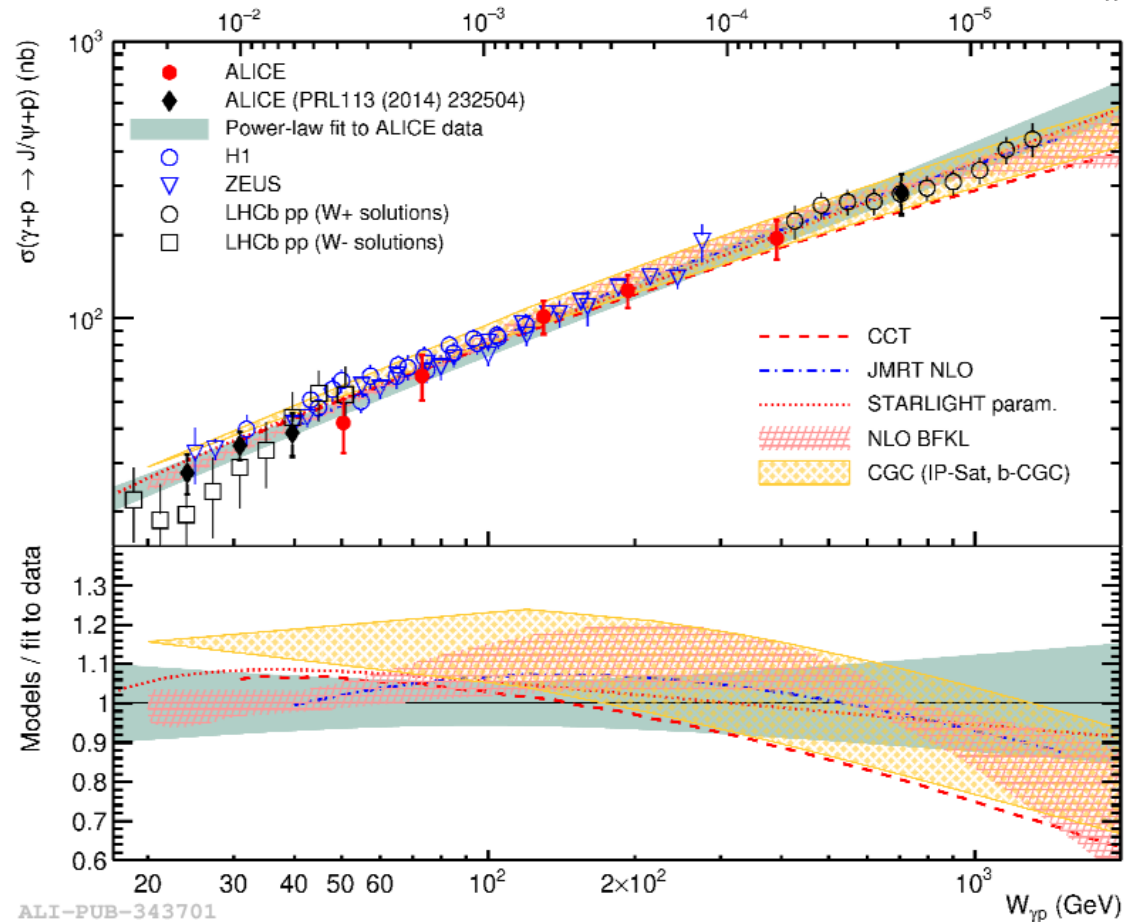 10⁻² 10⁻³ 10⁻⁴ 10⁻⁵
σ(γ+p → J/ψ+p) (nb)
10³
10²
ALICE
ALICE (PRL113 (2014) 232504)
Power-law fit to ALICE data
H1
ZEUS
LHCb pp (W+ solutions)
LHCb pp (W- solutions)
CCT
JMRT NLO
STARLIGHT param.
NLO BFKL
CGC (IP-Sat, b-CGC)
Models / fit to data
1.3
1.2
1.1
1
0.9
0.8
0.7
0.6
20 30 40 50 60 10² 2×10² 10³
W_γp (GeV)
ALI-PUB-343701